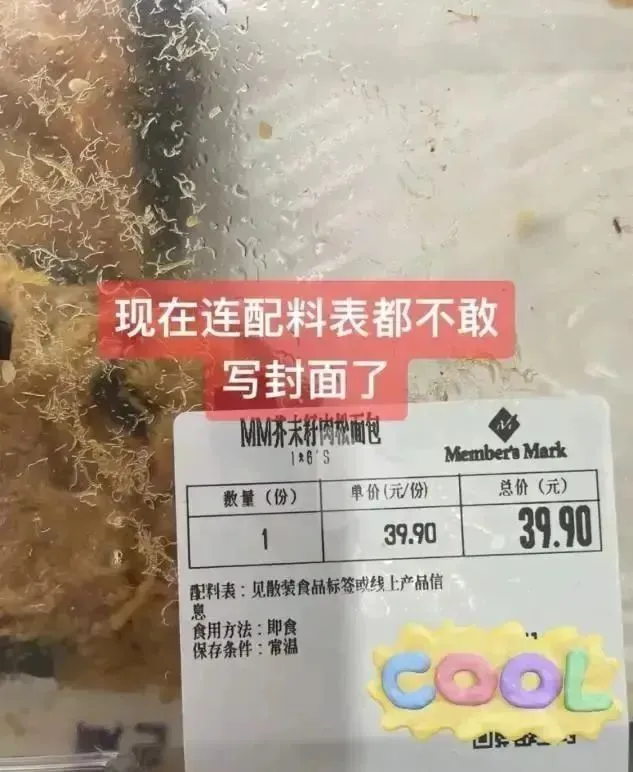 现在连配料表都不敢
写封面了
MM芥末籽肉松面包
1*6'S
Member's Mark
数量（份） 单价(元/份) 总价（元）
1 39.90 39.90
配料表：见散装食品标签或线上产品信
息
食用方法：即食
保存条件：常温
COOL